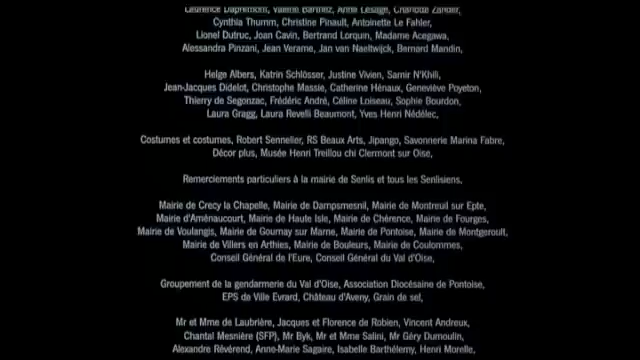 Laurence Dapremont, Valérie Barthez, Anne Lesage, Charlotte Zander,
Cynthia Thumm, Christine Pinault, Antoinette Le Fahler,
Lionel Dutruc, Joan Cavin, Bertrand Lorquin, Madame Acegawa,
Alessandra Pinzani, Jean Verame, Jan van Naeltwijck, Bernard Mandin,
Helge Albers, Katrin Schlösser, Justine Vivien, Samir N'Khili,
Jean-Jacques Didelot, Christophe Massie, Catherine Hénaux, Geneviève Poyeton,
Thierry de Segonzac, Frédéric André, Céline Loiseau, Sophie Bourdon,
Laura Gragg, Laura Revelli Beaumont, Yves Henri Nédélec,
Costumes et costumes, Robert Sennelier, RS Beaux Arts, Jipango, Savonnerie Marina Fabre,
Décor plus, Musée Henri Treillou chi Clermont sur Oise,
Remerciements particuliers à la mairie de Senlis et tous les Senlisiens.
Mairie de Crecy la Chapelle, Mairie de Dampsmesnil, Mairie de Montreuil sur Epte,
Mairie d'Aménaucourt, Mairie de Haute Isle, Mairie de Chérence, Mairie de Fourges,
Mairie de Voulangis, Mairie de Gournay sur Marne, Mairie de Pontoise, Mairie de Montgeroult,
Mairie de Villers en Arthies, Mairie de Bouleurs, Mairie de Coulommes,
Conseil Général de l'Eure, Conseil Général du Val d'Oise,
Groupement de la gendarmerie du Val d'Oise, Association Diocésaine de Pontoise,
EPS de Ville Evrard, Château d'Aveny, Grain de sel,
Mr et Mme de Laubrière, Jacques et Florence de Robien, Vincent Andreux,
Chantal Mesnière (SFP), Mr Byk, Mr et Mme Salini, Mr Géry Dumoulin,
Alexandre Révérend, Anne-Marie Sagaire, Isabelle Barthélemy, Henri Morelle,